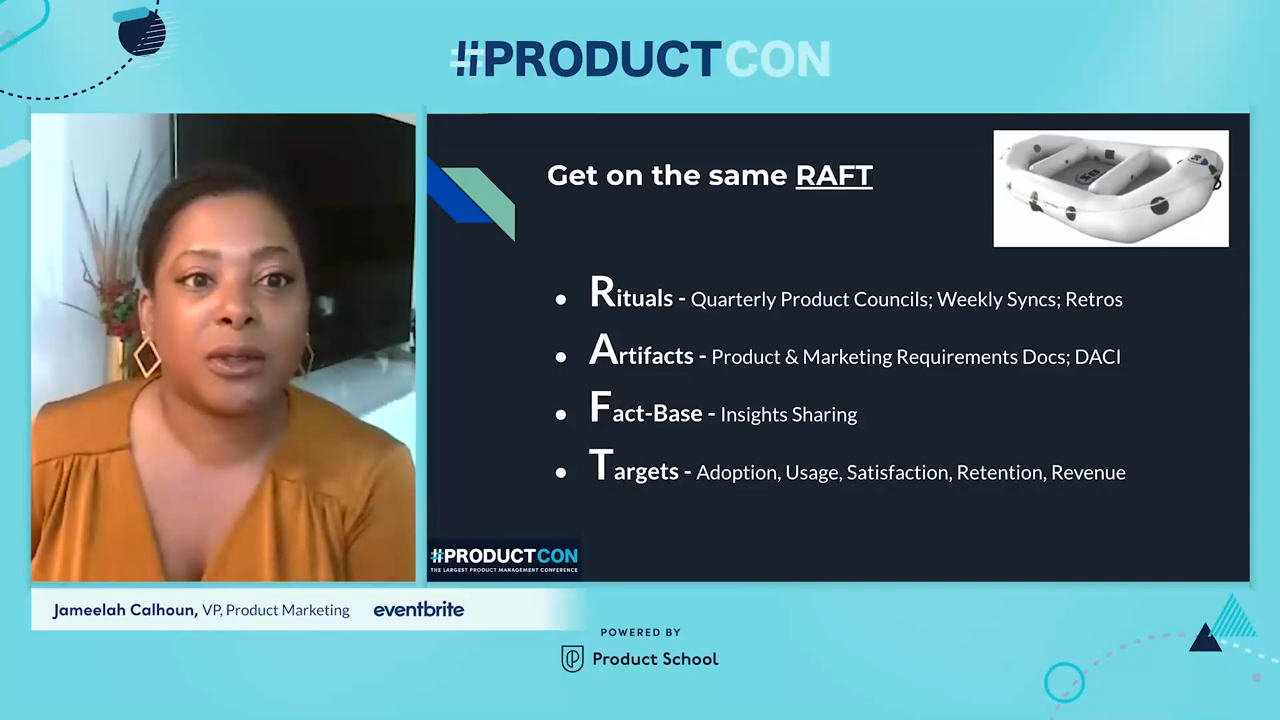 #PRODUCTCON
Get on the same RAFT
Rituals - Quarterly Product Councils; Weekly Syncs; Retros
Artifacts - Product & Marketing Requirements Docs; DACI
Fact-Base - Insights Sharing
Targets - Adoption, Usage, Satisfaction, Retention, Revenue
#PRODUCTCON
THE LARGEST PRODUCT MANAGEMENT CONFERENCE
Jameelah Calhoun, VP, Product Marketing eventbrite
POWERED BY
Product School